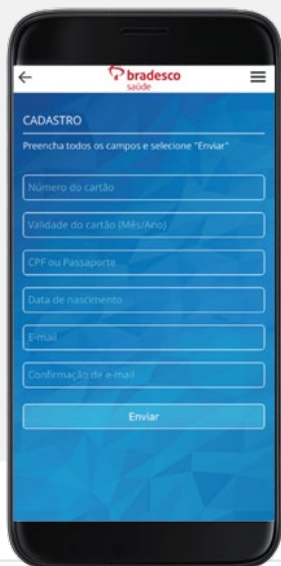 bradesco
saúde
CADASTRO
Preencha todos os campos e selecione "Enviar"
Número do cartão
Validade do cartão (Mês/Ano)
CPF ou Passaporte
Data de nascimento
E-mail
Confirmação de e-mail
Enviar